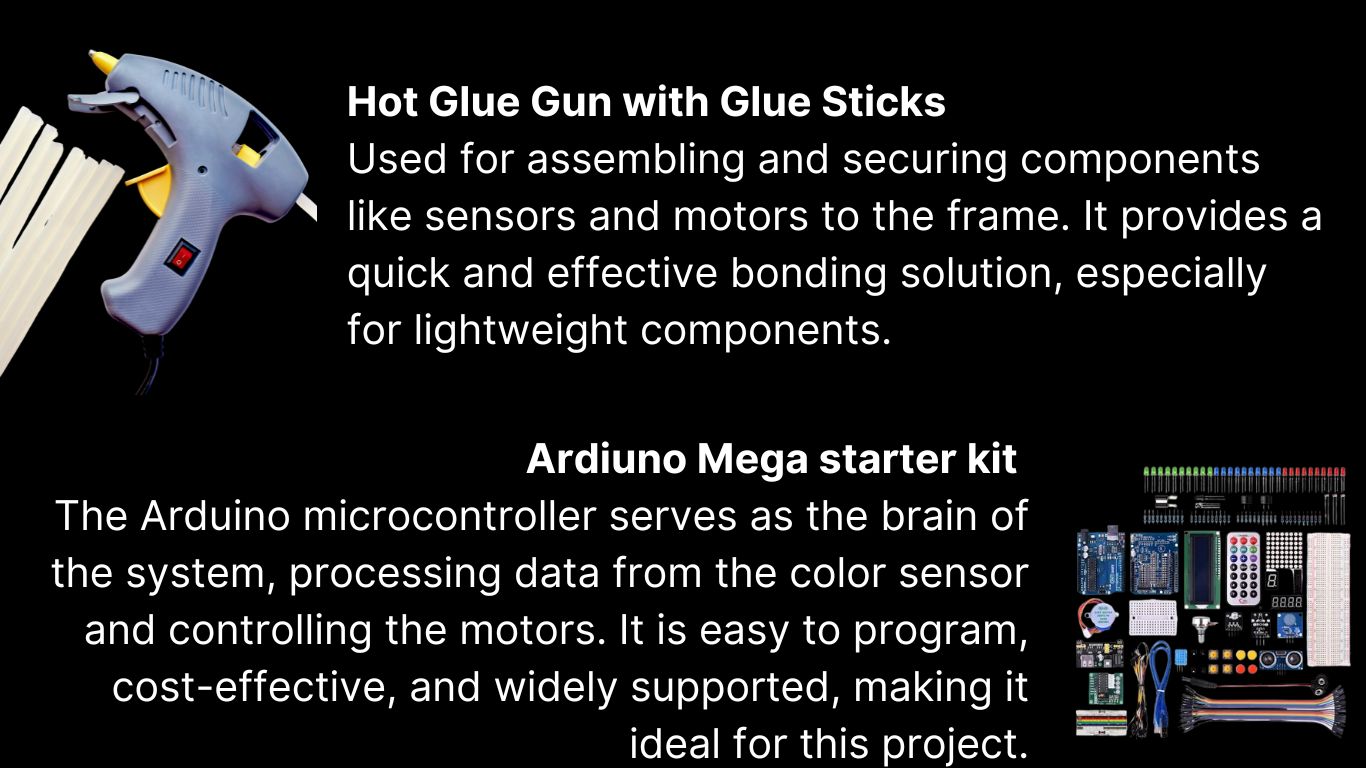 Hot Glue Gun with Glue Sticks
Used for assembling and securing components
like sensors and motors to the frame. It provides a
quick and effective bonding solution, especially
for lightweight components.
Ardiuno Mega starter kit
The Arduino microcontroller serves as the brain of
the system, processing data from the color sensor
and controlling the motors. It is easy to program,
cost-effective, and widely supported, making it
ideal for this project.